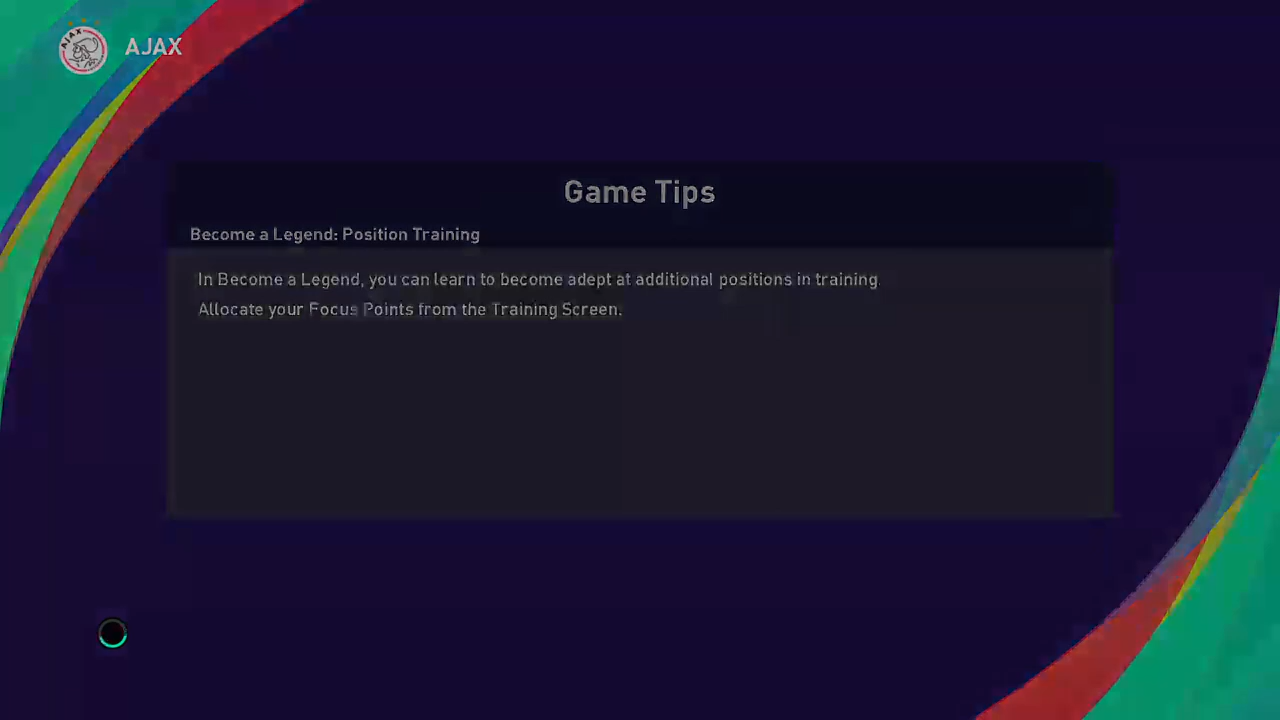 AJAX
AJAX
Game Tips
Become a Legend: Position Training
In Become a Legend, you can learn to become adept at additional positions in training.
Allocate your Focus Points from the Training Screen.